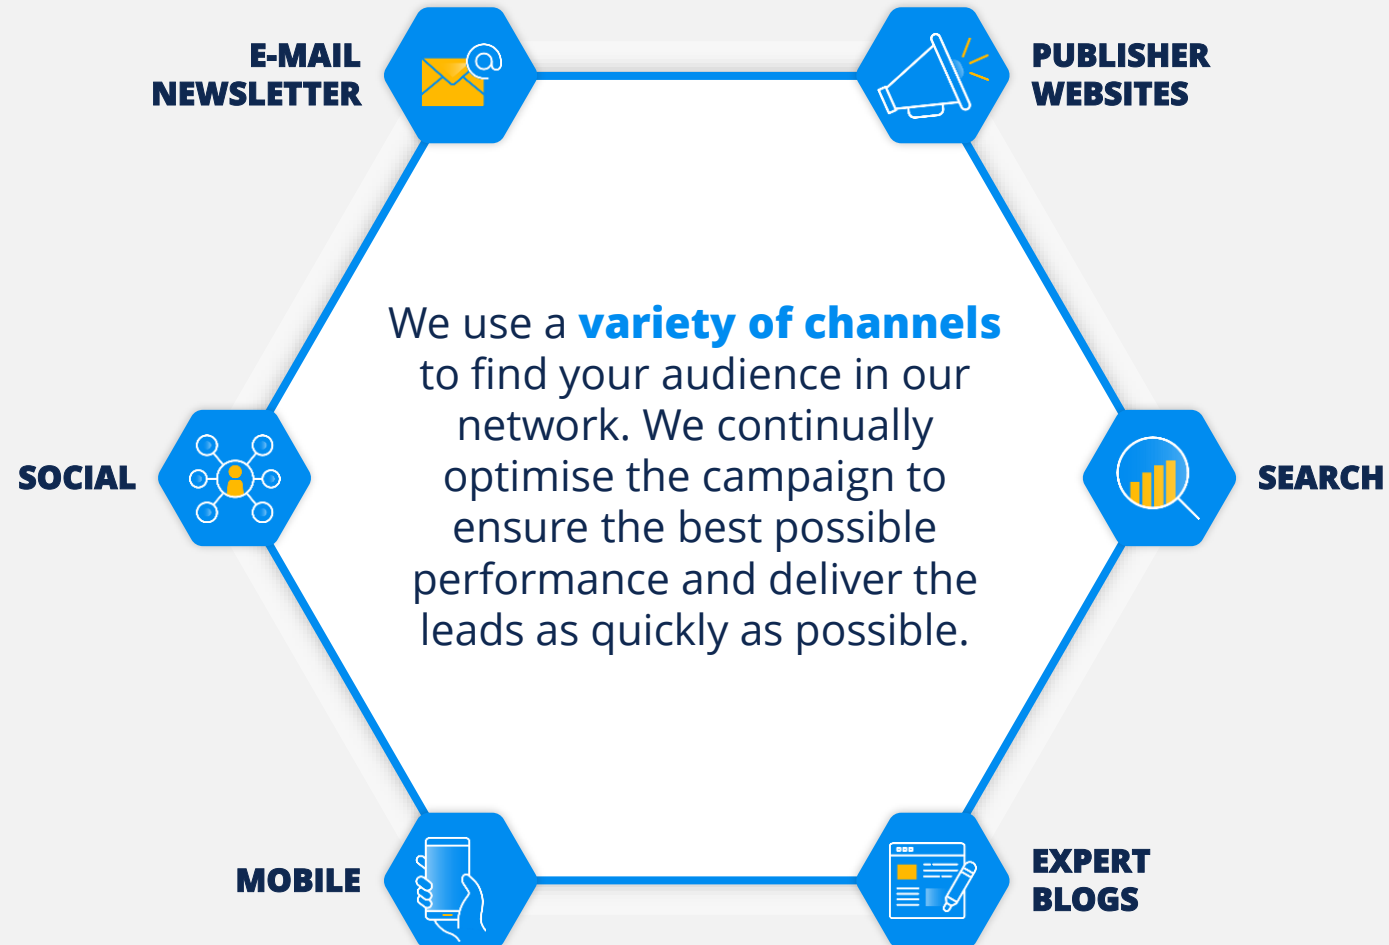 E-MAIL
NEWSLETTER
PUBLISHER
WEBSITES
We use a variety of channels
to find your audience in our
network. We continually
optimise the campaign to
ensure the best possible
performance and deliver the
leads as quickly as possible.
SOCIAL
SEARCH
MOBILE
EXPERT
BLOGS